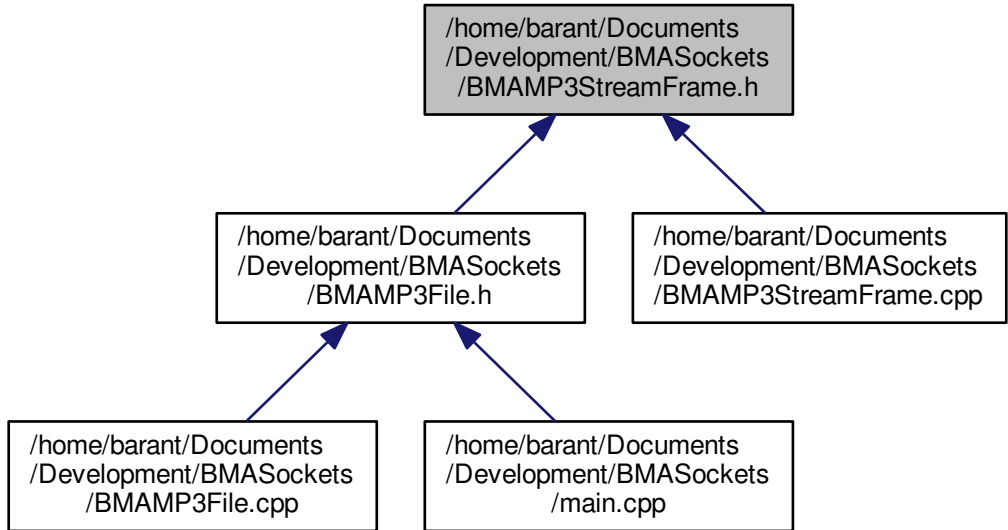 /home/barant/Documents
/Development/BMASockets
/BMAMP3StreamFrame.h
/home/barant/Documents
/Development/BMASockets
/BMAMP3File.h
/home/barant/Documents
/Development/BMASockets
/BMAMP3StreamFrame.cpp
/home/barant/Documents
/Development/BMASockets
/BMAMP3File.cpp
/home/barant/Documents
/Development/BMASockets
/main.cpp